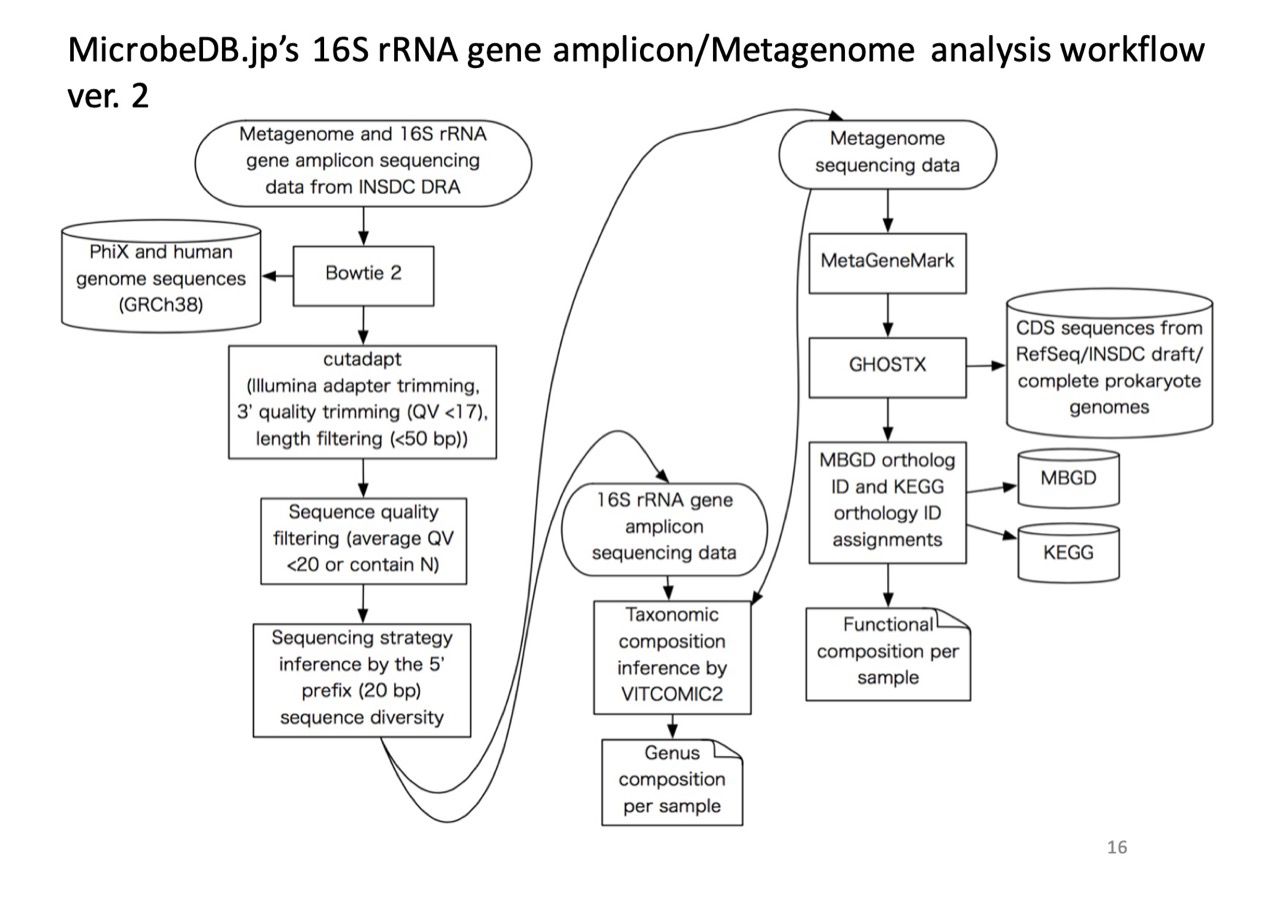 MicrobeDB.jp’s 16S rRNA gene amplicon/Metagenome analysis workflow
ver. 2
Metagenome and 16S rRNA
gene amplicon sequencing
data from INSDC DRA
PhiX and human
genome sequences
(GRCh38)
Bowtie 2
cutadapt
(Illumina adapter trimming,
3’ quality trimming (QV <17),
length filtering (<50 bp))
Sequence quality
filtering (average QV
<20 or contain N)
Sequencing strategy
inference by the 5’
prefix (20 bp)
sequence diversity
16S rRNA gene
amplicon
sequencing data
Taxonomic
composition
inference by
VITCOMIC2
Genus
composition
per sample
Metagenome
sequencing data
MetaGeneMark
GHOSTX
CDS sequences from
RefSeq/INSDC draft/
complete prokaryote
genomes
MBGD ortholog
ID and KEGG
orthology ID
assignments
MBGD
KEGG
Functional
composition per
sample
16